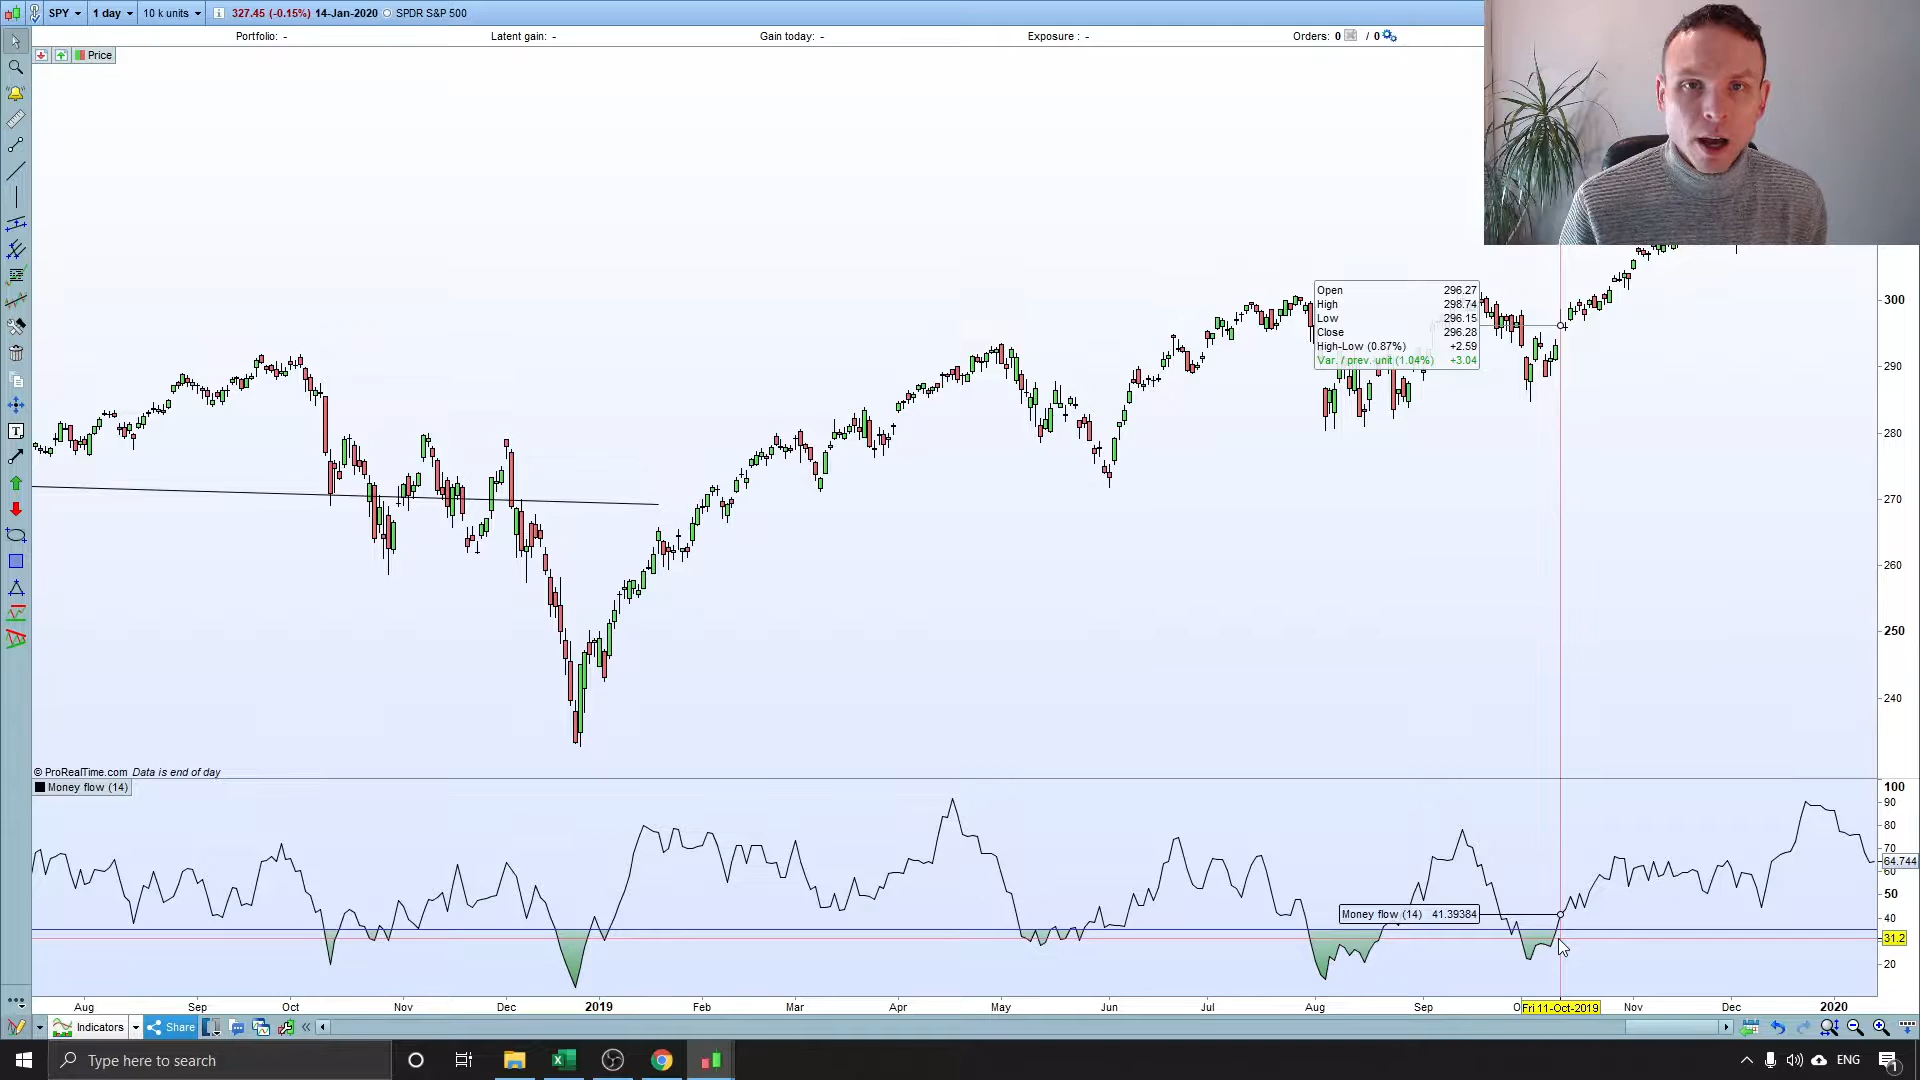 SPY 1 day 10 k units 327.45 (-0.15%) 14-Jan-2020 SPDR S&P 500
Portfolio: - Latent gain: - Gain today: - Exposure : - Orders: 0 / 0
Price
Open 296.27
High 298.74
Low 296.15
Close 296.28
High-Low (0.87%) +2.59
Var. / prev. unit (1.04%) +3.04
300
290
280
270
260
250
240
© ProRealTime.com Data is end of day
Money flow (14)
100
90
80
70
64.744
60
50
40
31.2
20
Money flow (14) 41.39384
Aug Sep Oct Nov Dec 2019 Feb Mar Apr May Jun Jul Aug Sep O Fri 11-Oct-2019 Nov Dec 2020
Indicators Share
Type here to search
ENG
1